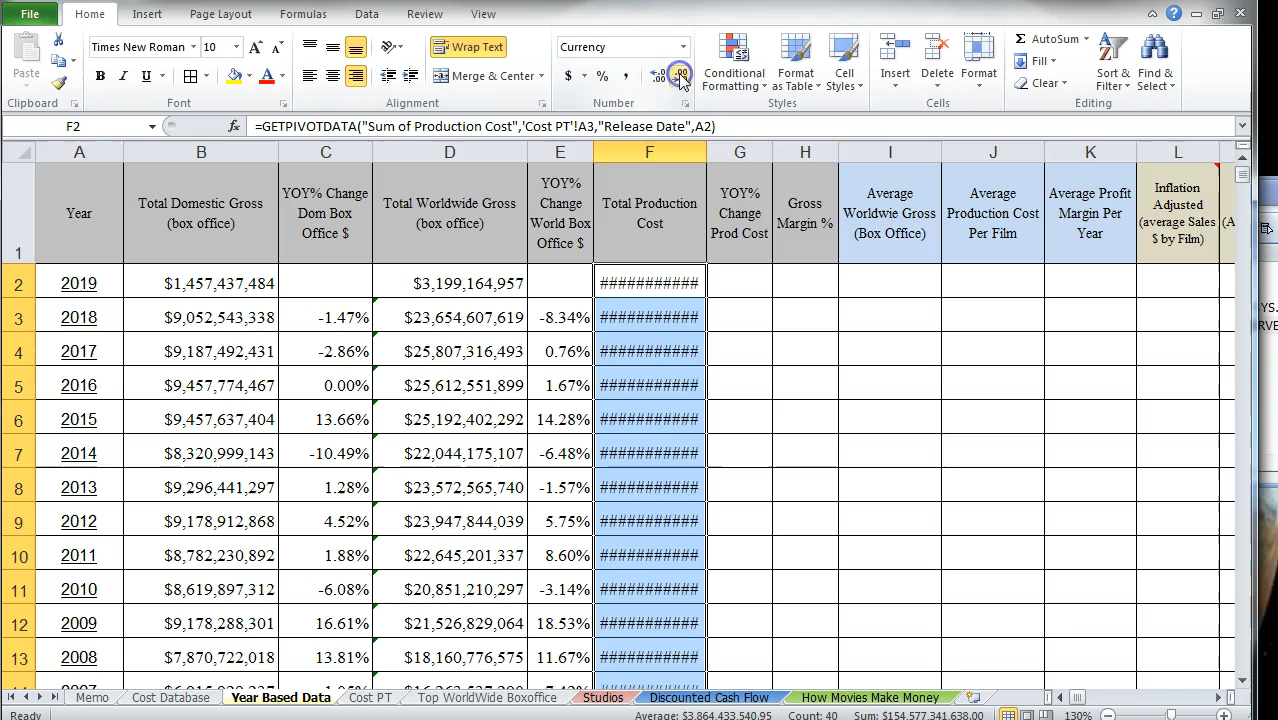 File Home Insert Page Layout Formulas Data Review View
Times New Roman 10 Wrap Text Currency AutoSum
Paste B I U Merge & Center $ % , Conditional Formatting Format as Table Cell Styles Insert Delete Format Fill Clear Sort & Filter Find & Select
Clipboard Font Alignment Number Styles Cells Editing
F2 fx =GETPIVOTDATA("Sum of Production Cost",'Cost PT'!A3,"Release Date",A2)
A B C D E F G H I J K L
1 Year Total Domestic Gross (box office) YOY% Change Dom Box Office $ Total Worldwide Gross (box office) YOY% Change World Box Office $ Total Production Cost YOY% Change Prod Cost Gross Margin % Average Worldwie Gross (Box Office) Average Production Cost Per Film Average Profit Margin Per Year Inflation Adjusted (average Sales $ by Film) (A
2 2019 $1,457,437,484 $3,199,164,957 ###########
3 2018 $9,052,543,338 -1.47% $23,654,607,619 -8.34% ###########
4 2017 $9,187,492,431 -2.86% $25,807,316,493 0.76% ###########
5 2016 $9,457,774,467 0.00% $25,612,551,899 1.67% ###########
6 2015 $9,457,637,404 13.66% $25,192,402,292 14.28% ###########
7 2014 $8,320,999,143 -10.49% $22,044,175,107 -6.48% ###########
8 2013 $9,296,441,297 1.28% $23,572,565,740 -1.57% ###########
9 2012 $9,178,912,868 4.52% $23,947,844,039 5.75% ###########
10 2011 $8,782,230,892 1.88% $22,645,201,337 8.60% ###########
11 2010 $8,619,897,312 -6.08% $20,851,210,297 -3.14% ###########
12 2009 $9,178,288,301 16.61% $21,526,829,064 18.53% ###########
13 2008 $7,870,722,018 13.81% $18,160,776,575 11.67% ###########
Memo Cost Database Year Based Data Cost PT Top WorldWide Boxoffice Studios Discounted Cash Flow How Movies Make Money
Ready Average: $3,864,433,540.95 Count: 40 Sum: $154,577,341,638.00 130%